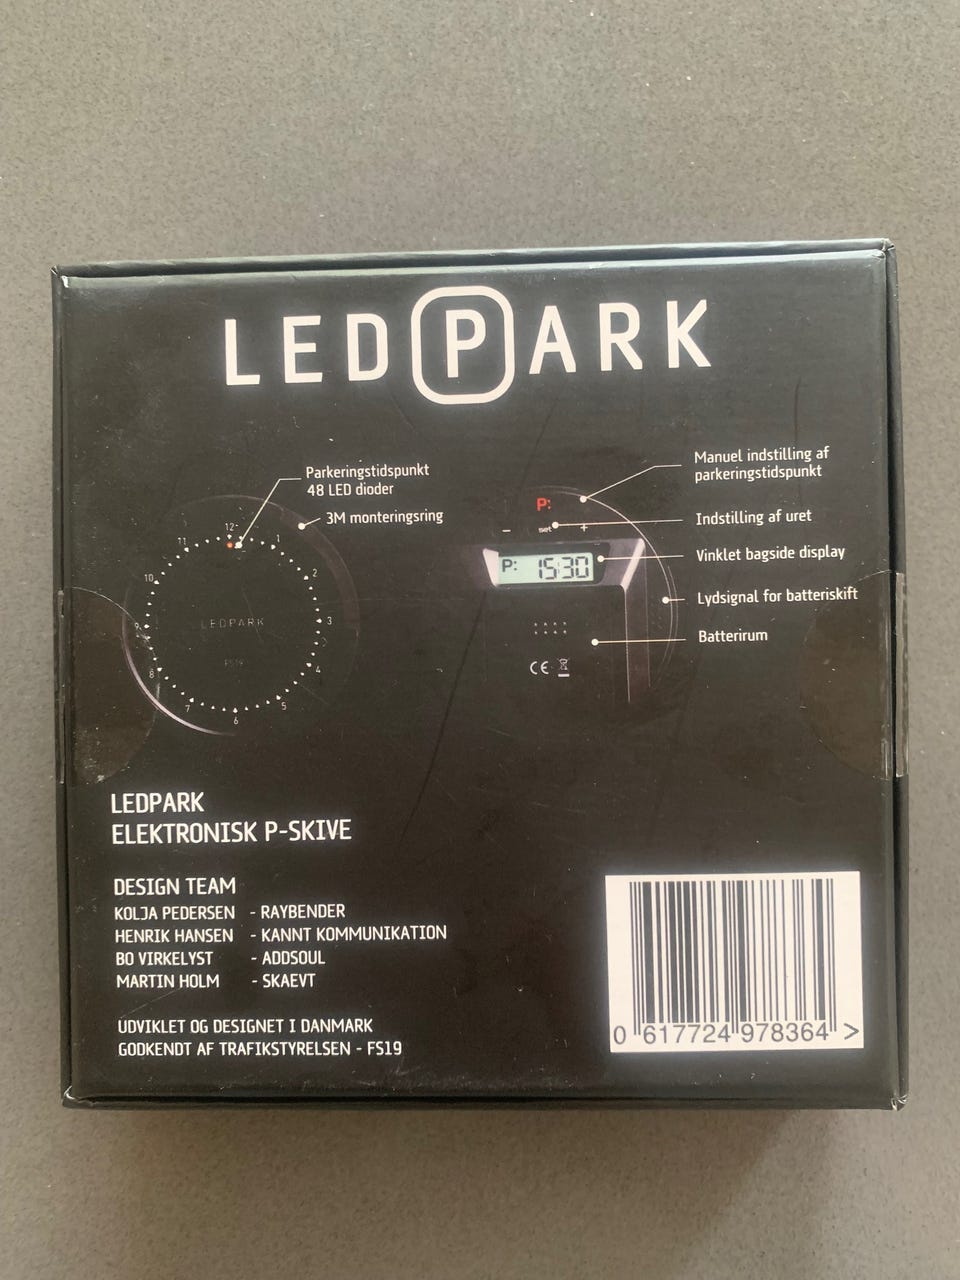 LEDPARK
Parkeringstidspunkt
48 LED dioder
3M monteringsring
12
11
1
10
2
9
3
8
4
7
5
6
LEDPARK
FS19
Manuel indstilling af
parkeringstidspunkt
P:
Indstilling af uret
- set +
Vinklet bagside display
P: 15:30
Lydsignal for batteriskift
Batterirum
CE
LEDPARK
ELEKTRONISK P-SKIVE
DESIGN TEAM
KOLJA PEDERSEN - RAYBENDER
HENRIK HANSEN - KANNT KOMMUNIKATION
BO VIRKELYST - ADDSOUL
MARTIN HOLM - SKAEVT
UDVIKLET OG DESIGNET I DANMARK
GODKENDT AF TRAFIKSTYRELSEN - FS19
0 617724 978364 >